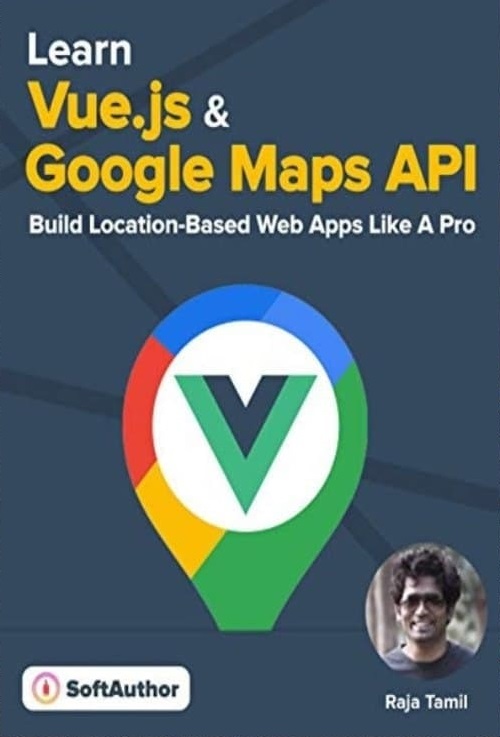 Learn
Vue.js &
Google Maps API
Build Location-Based Web Apps Like A Pro
SoftAuthor
Raja Tamil